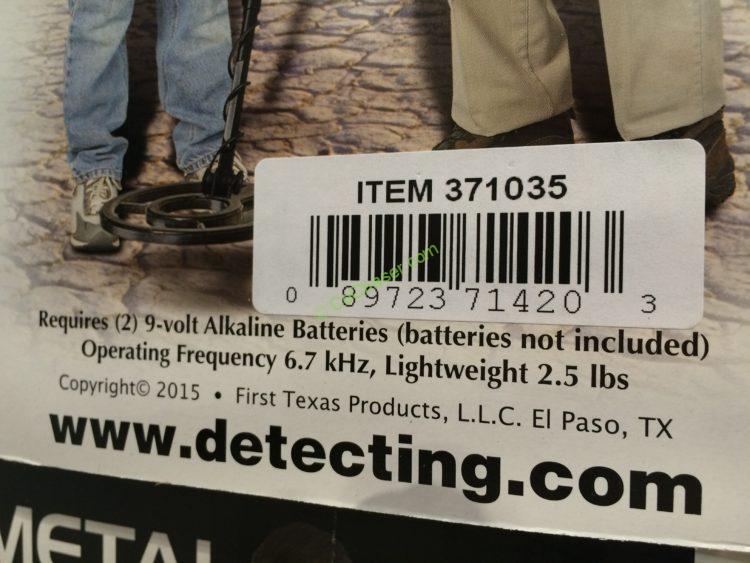 ITEM 371035
0 89723 71420 3
Requires (2) 9-volt Alkaline Batteries (batteries not included)
Operating Frequency 6.7 kHz, Lightweight 2.5 lbs
Copyright© 2015 • First Texas Products, L.L.C. El Paso, TX
www.detecting.com
METAL